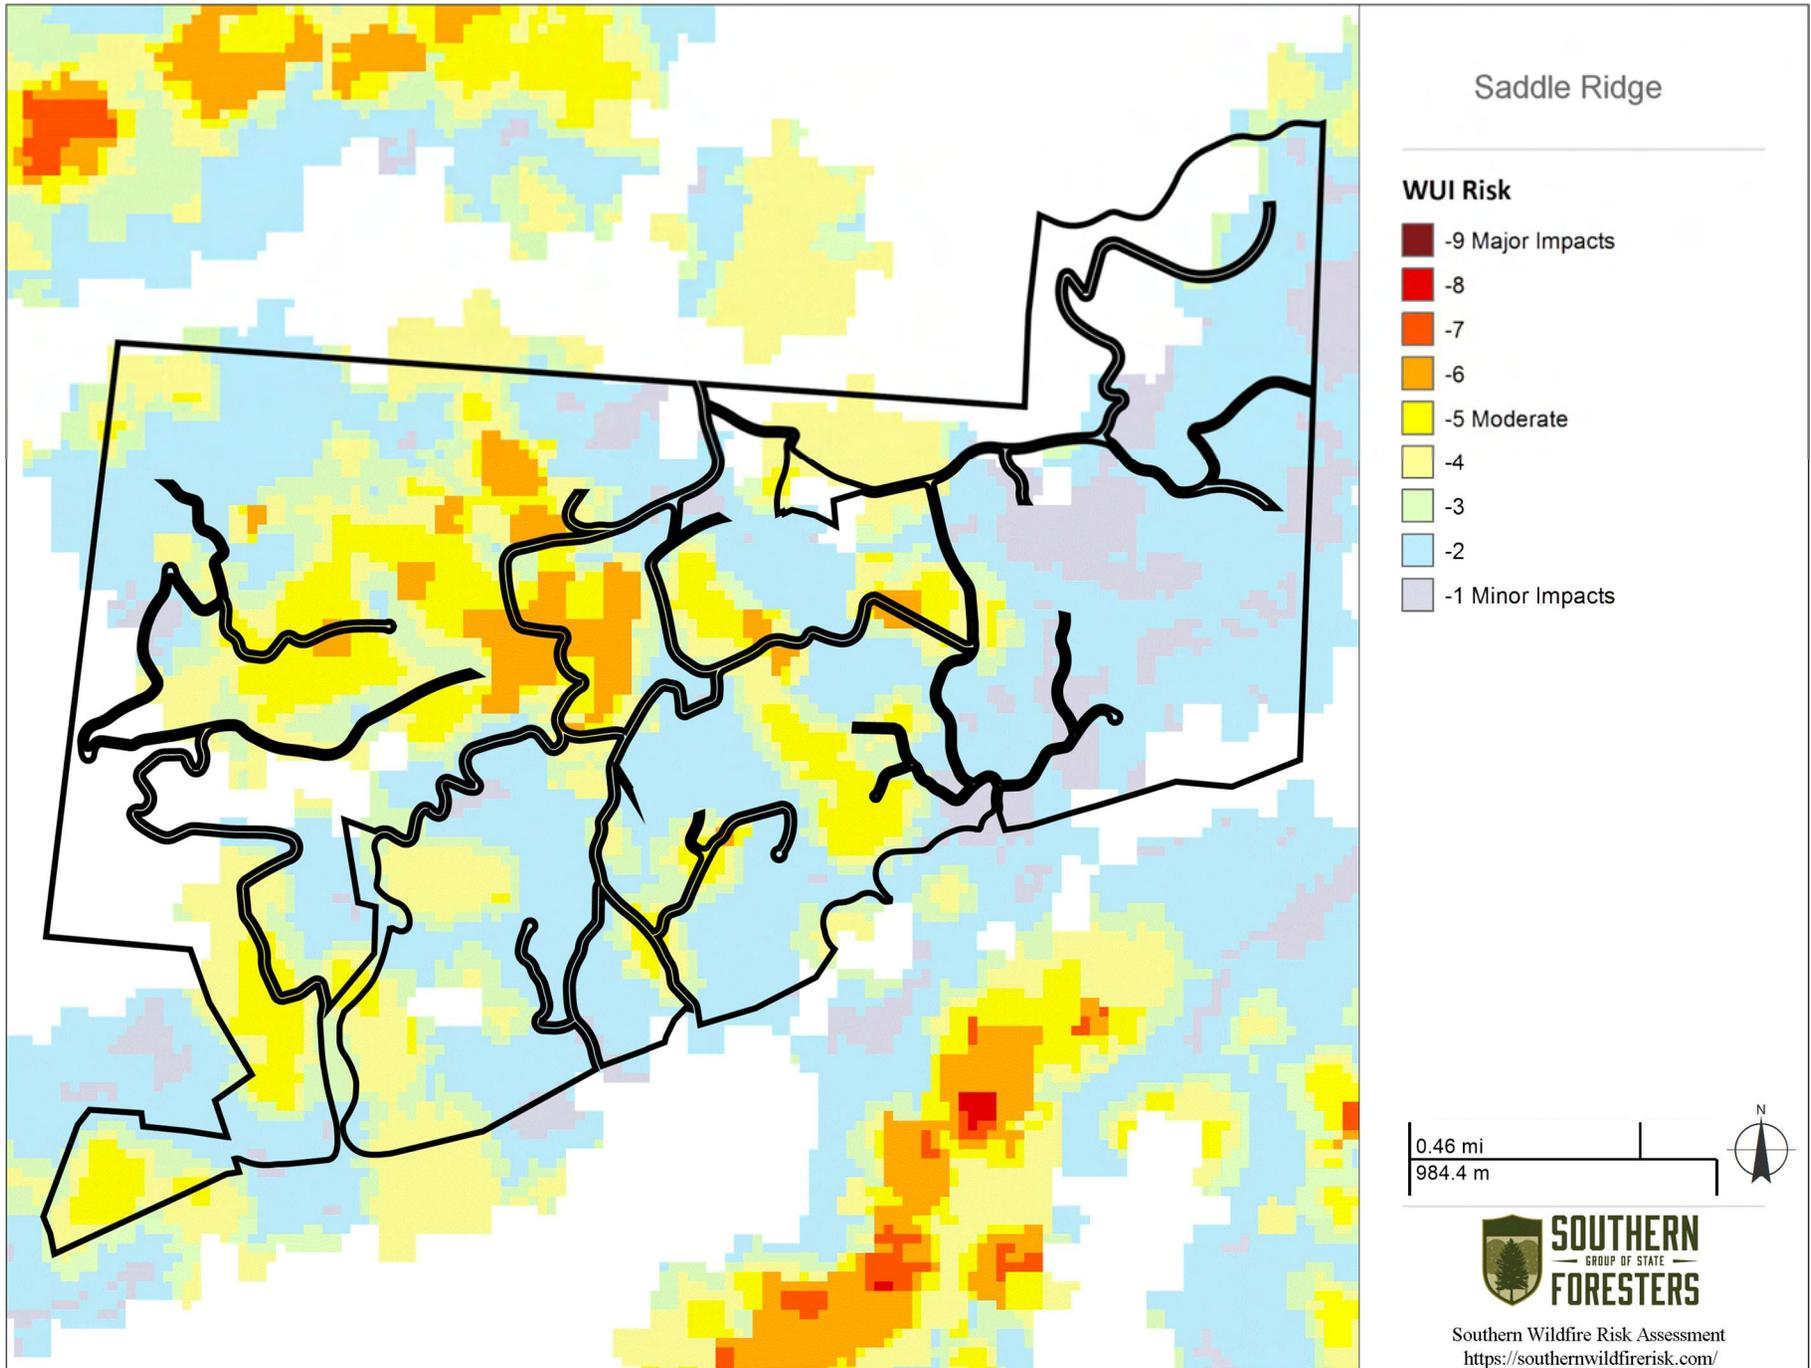 Saddle Ridge
WUI Risk
-9 Major Impacts
-8
-7
-6
-5 Moderate
-4
-3
-2
-1 Minor Impacts
N
0.46 mi
984.4 m
SOUTHERN
GROUP OF STATE
FORESTERS
Southern Wildfire Risk Assessment
https://southernwildfirerisk.com/